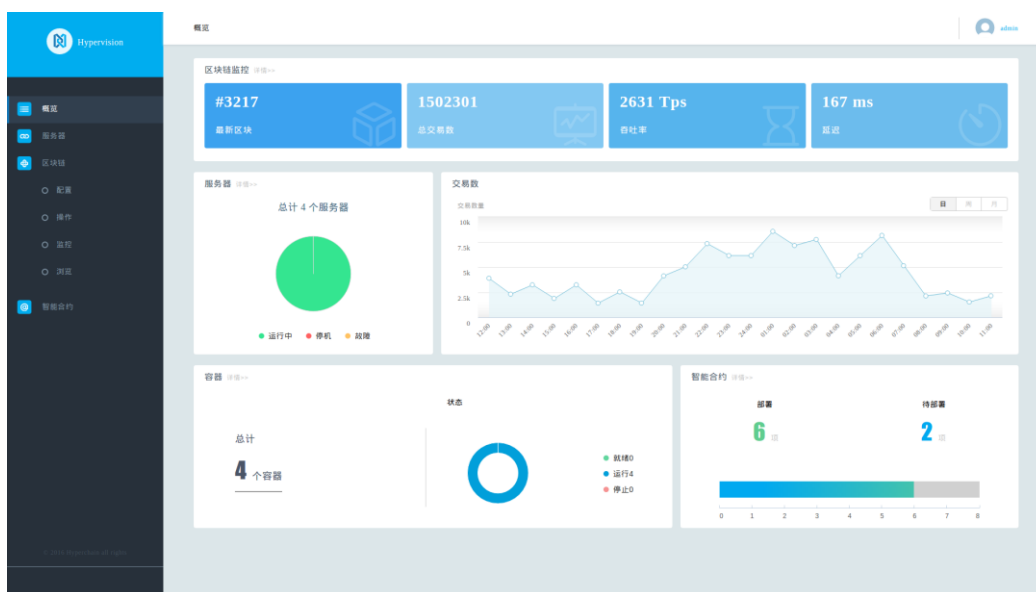 Hypervision
概览
admin
概览
服务器
区块链
配置
操作
监控
浏览
智能合约
© 2016 Hypervision all rights
区块链监控 详情>>
#3217
最新区块
1502301
总交易数
2631 Tps
吞吐率
167 ms
延迟
服务器 详情>>
总计 4 个服务器
运行中 停机 故障
交易数
交易数量
日 周 月
10k
7.5k
5k
2.5k
0
12:00 13:00 14:00 15:00 16:00 17:00 18:00 19:00 20:00 21:00 22:00 23:00 24:00 01:00 02:00 03:00 04:00 05:00 06:00 07:00 08:00 09:00 10:00 11:00
容器 详情>>
状态
总计
4 个容器
就绪0
运行4
停止0
智能合约 详情>>
部署 待部署
6 项 2 项
0 1 2 3 4 5 6 7 8